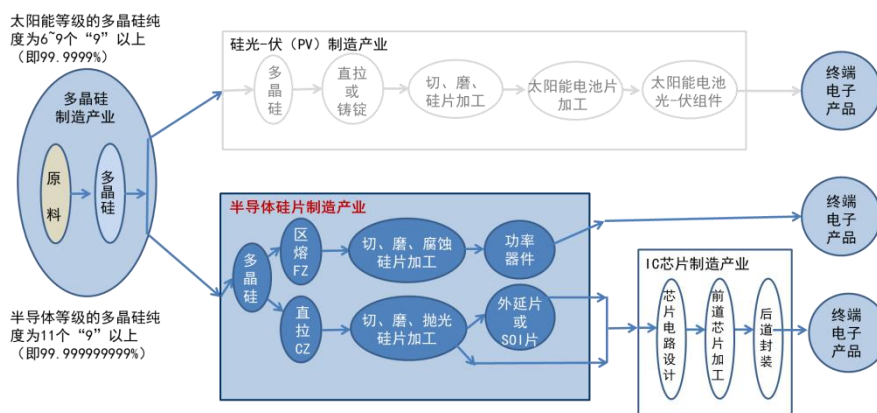 太阳能等级的多晶硅纯
度为6~9个“9”以上
（即99.9999%）
多晶硅
制造产业
原
料
多
晶
硅
半导体等级的多晶硅纯
度为11个“9”以上
（即99.999999999%）
硅光-伏（PV）制造产业
多
晶
硅
直拉
或
铸锭
切、磨、
硅片加工
太阳能电池片
加工
太阳能电池
光-伏组件
终端
电子
产品
半导体硅片制造产业
多
晶
硅
区
熔
FZ
切、磨、腐蚀
硅片加工
功率
器件
终端
电子
产品
直
拉
CZ
切、磨、抛光
硅片加工
外延片
或
SOI片
IC芯片制造产业
芯
片
电
路
设
计
前
道
芯
片
加
工
后
道
封
装
终端
电子
产品